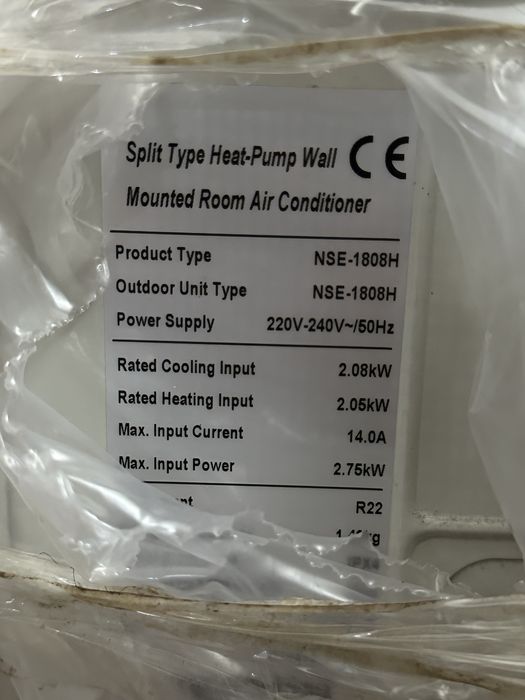 Split Type Heat-Pump Wall CE
Mounted Room Air Conditioner
Product Type NSE-1808H
Outdoor Unit Type NSE-1808H
Power Supply 220V-240V~/50Hz
Rated Cooling Input 2.08kW
Rated Heating Input 2.05kW
Max. Input Current 14.0A
Max. Input Power 2.75kW
R22